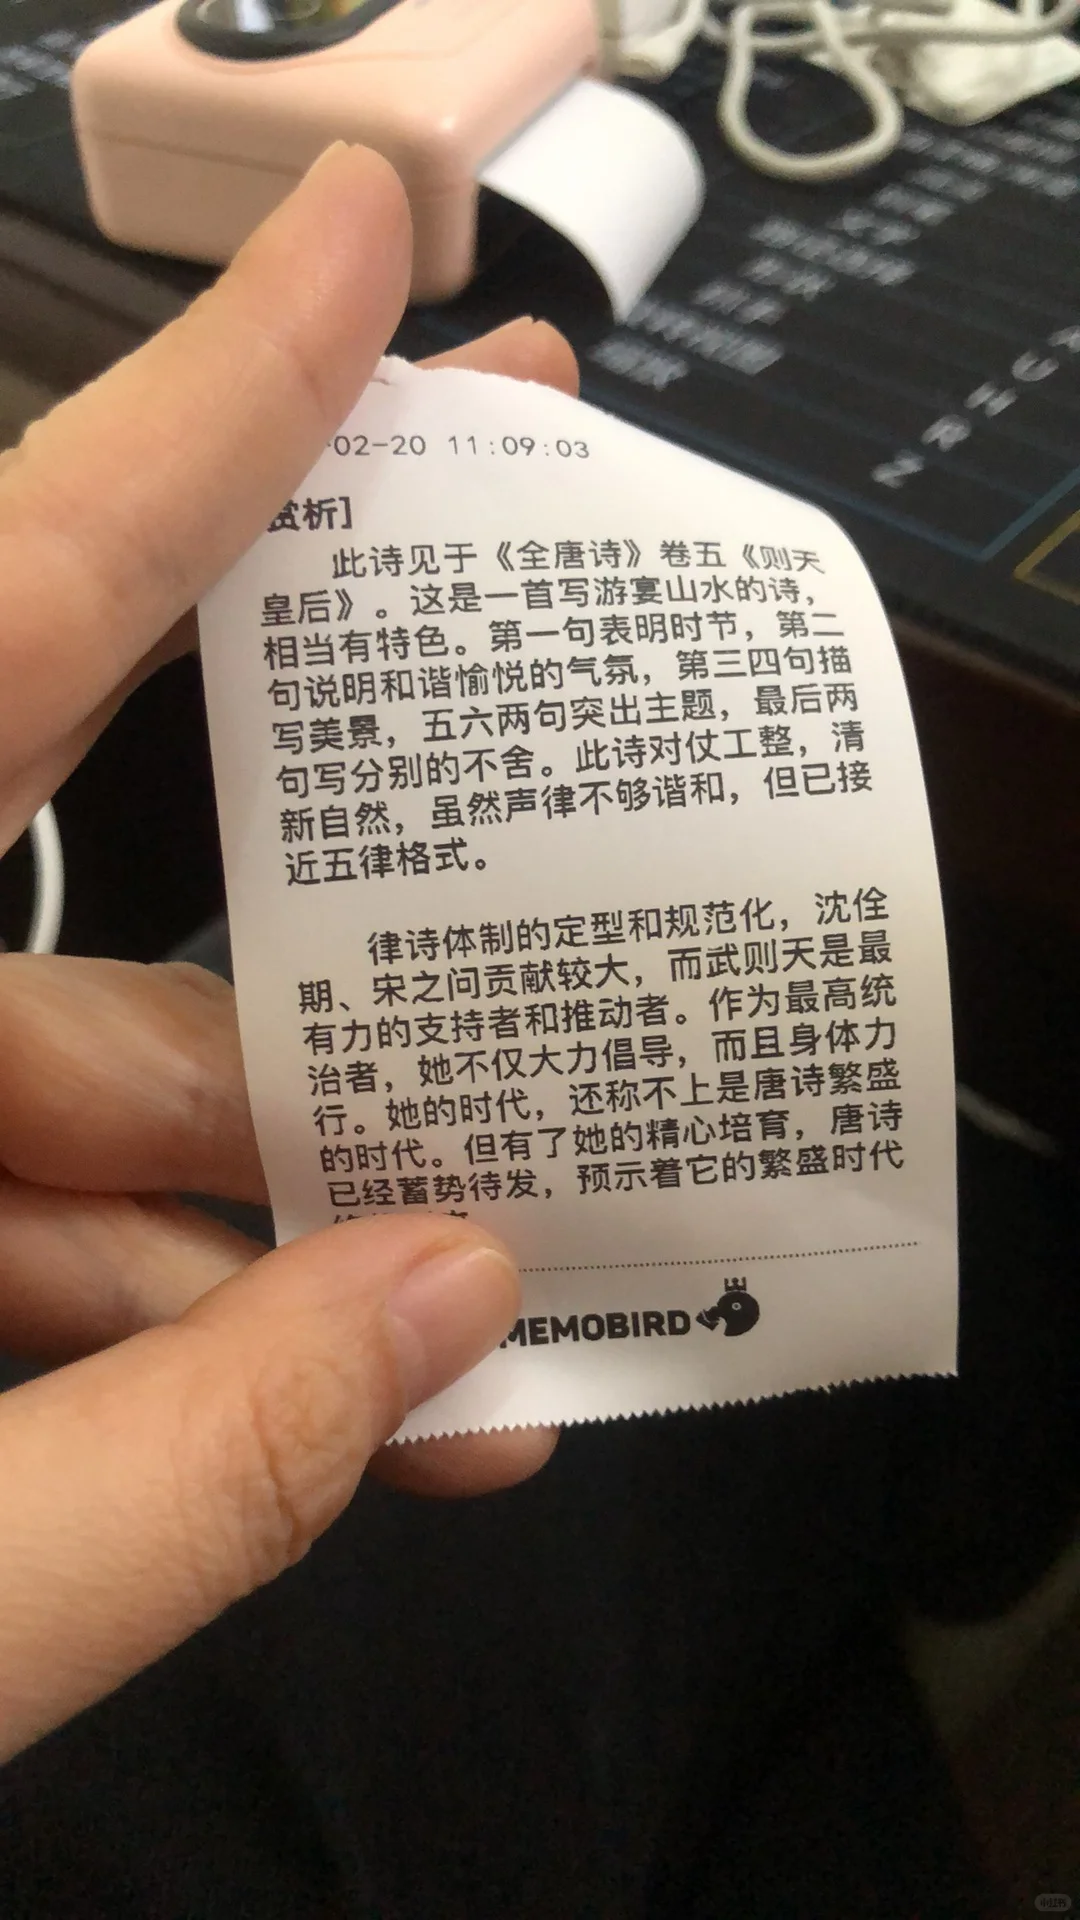 -02-20 11:09:03
赏析]
此诗见于《全唐诗》卷五《则天
皇后》。这是一首写游宴山水的诗，
相当有特色。第一句表明时节，第二
句说明和谐愉悦的气氛，第三四句描
写美景，五六两句突出主题，最后两
句写分别的不舍。此诗对仗工整，清
新自然，虽然声律不够谐和，但已接
近五律格式。
律诗体制的定型和规范化，沈佺
期、宋之问贡献较大，而武则天是最
有力的支持者和推动者。作为最高统
治者，她不仅大力倡导，而且身体力
行。她的时代，还称不上是唐诗繁盛
的时代。但有了她的精心培育，唐诗
已经蓄势待发，预示着它的繁盛时代
MEMOBIRD
R
U
H
R
Z
小红书